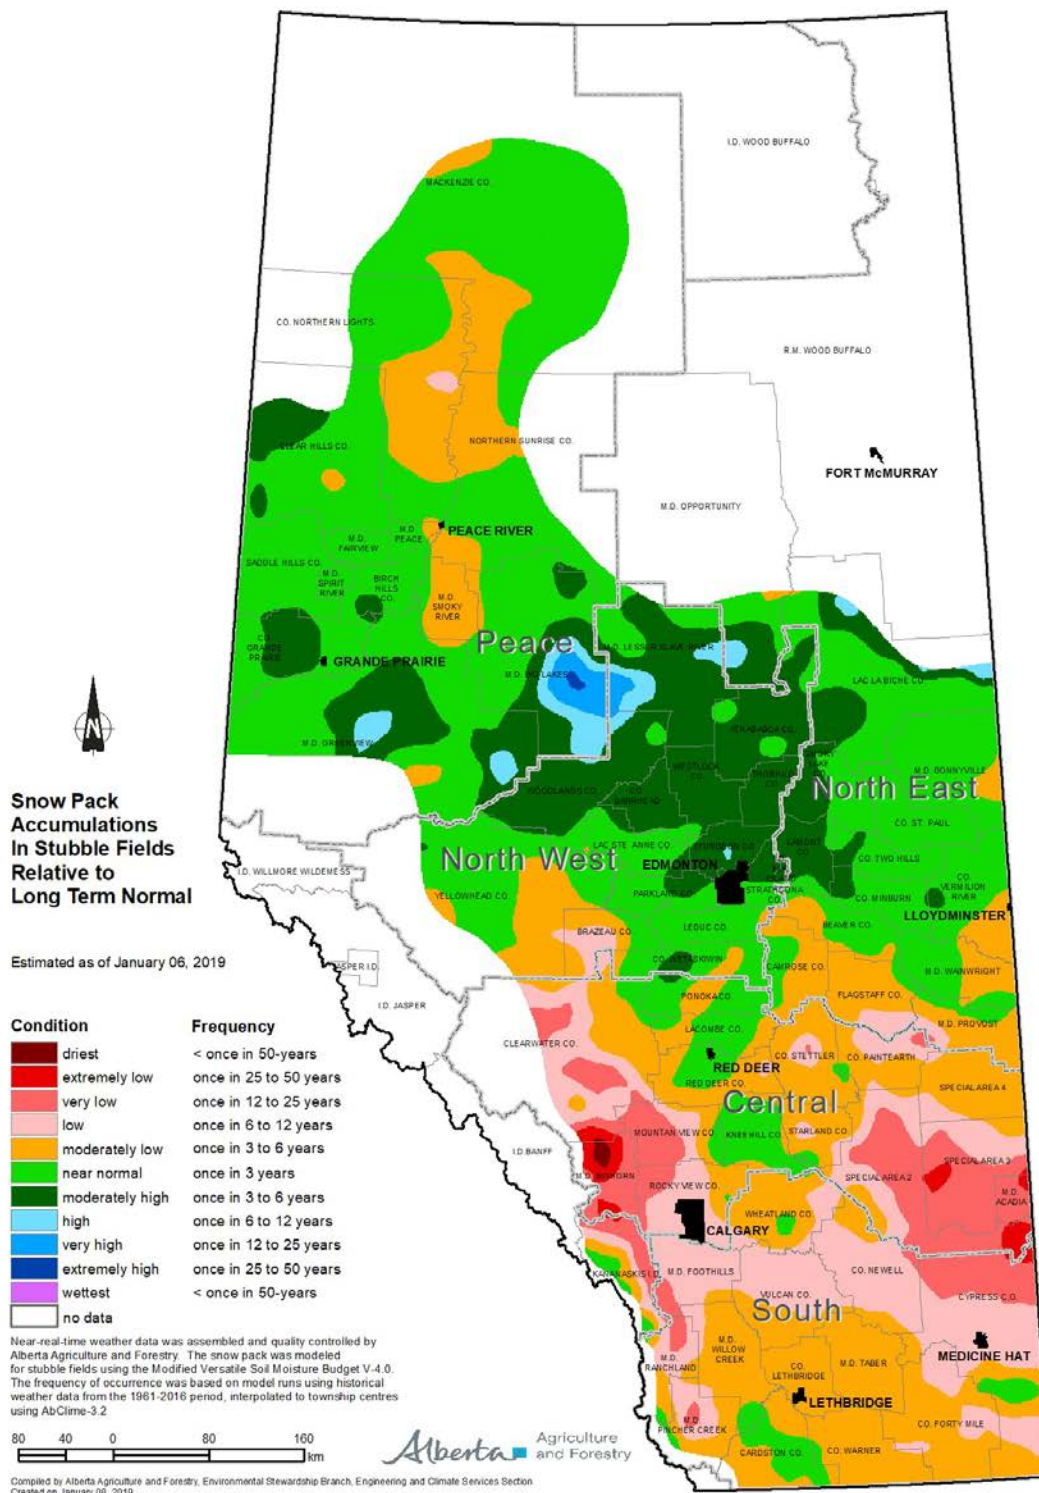 I.D. WOOD BUFFALO
MACKENZIE CO.
CO. NORTHERN LIGHTS
R.M. WOOD BUFFALO
CLEAR HILLS CO.
NORTHERN SUNRISE CO.
FORT McMURRAY
M.D. OPPORTUNITY
PEACE RIVER
M.D.
PEACE
M.D.
FAIRVIEW
SADDLE HILLS CO.
M.D.
SPIRIT
RIVER
BIRCH
HILLS
CO.
M.D.
SMOKY
RIVER
Peace
M.D. LESSER SLAVE RIVER
CO.
GRANDE
PRAIRIE
GRANDE PRAIRIE
M.D. BIG LAKES
LAC LA BICHE CO.
N
M.D. GREENVIEW
ATHABASCA CO.
WESTLOCK
CO.
THORHILD
CO.
M.D. BONNYVILLE
North East
WOODLANDS CO.
CO.
BARRHEAD
Snow Pack
Accumulations
In Stubble Fields
Relative to
Long Term Normal
CO. ST. PAUL
LAC STE ANNE CO.
STURGEON CO.
LAMONT
CO.
North West
EDMONTON
CO. TWO HILLS
I.D. WILLMORE WILDERNESS
YELLOWHEAD CO.
PARKLAND CO.
STRATHCONA
CO.
CO. MINBURN
CO.
VERMILION
RIVER
LLOYDMINSTER
BRAZEAU CO.
LEDUC CO.
BEAVER CO.
Estimated as of January 06, 2019
JASPER I.D.
CO. WETASKIWIN
CAMROSE CO.
M.D. WAINWRIGHT
I.D. JASPER
PONOKA CO.
FLAGSTAFF CO.
M.D. PROVOST
CLEARWATER CO.
LACOMBE CO.
CO. STETTLER
CO. PAINTEARTH
RED DEER
RED DEER CO.
SPECIAL AREA 4
Central
MOUNTAIN VIEW CO.
KNEEHILL CO.
STARLAND CO.
I.D. BANFF
SPECIAL AREA 3
M.D. BIGHORN
ROCKY VIEW CO.
SPECIAL AREA 2
M.D.
ACADIA
WHEATLAND CO.
CALGARY
KANANASKIS I.D.
M.D. FOOTHILLS
CO. NEWELL
VULCAN CO.
CYPRESS CO.
South
M.D.
RANCHLAND
M.D.
WILLOW
CREEK
M.D. TABER
MEDICINE HAT
CO.
LETHBRIDGE
LETHBRIDGE
M.D.
PINCHER CREEK
CO. FORTY MILE
CARDSTON CO.
CO. WARNER
Condition Frequency
driest < once in 50-years
extremely low once in 25 to 50 years
very low once in 12 to 25 years
low once in 6 to 12 years
moderately low once in 3 to 6 years
near normal once in 3 years
moderately high once in 3 to 6 years
high once in 6 to 12 years
very high once in 12 to 25 years
extremely high once in 25 to 50 years
wettest < once in 50-years
no data
Near-real-time weather data was assembled and quality controlled by
Alberta Agriculture and Forestry. The snow pack was modeled
for stubble fields using the Modified Versatile Soil Moisture Budget V-4.0.
The frequency of occurrence was based on model runs using historical
weather data from the 1961-2016 period, interpolated to township centres
using AbClime-3.2
80 40 0 80 160
km
Alberta Agriculture
and Forestry
Compiled by Alberta Agriculture and Forestry, Environmental Stewardship Branch, Engineering and Climate Services Section
Created on January 08, 2019